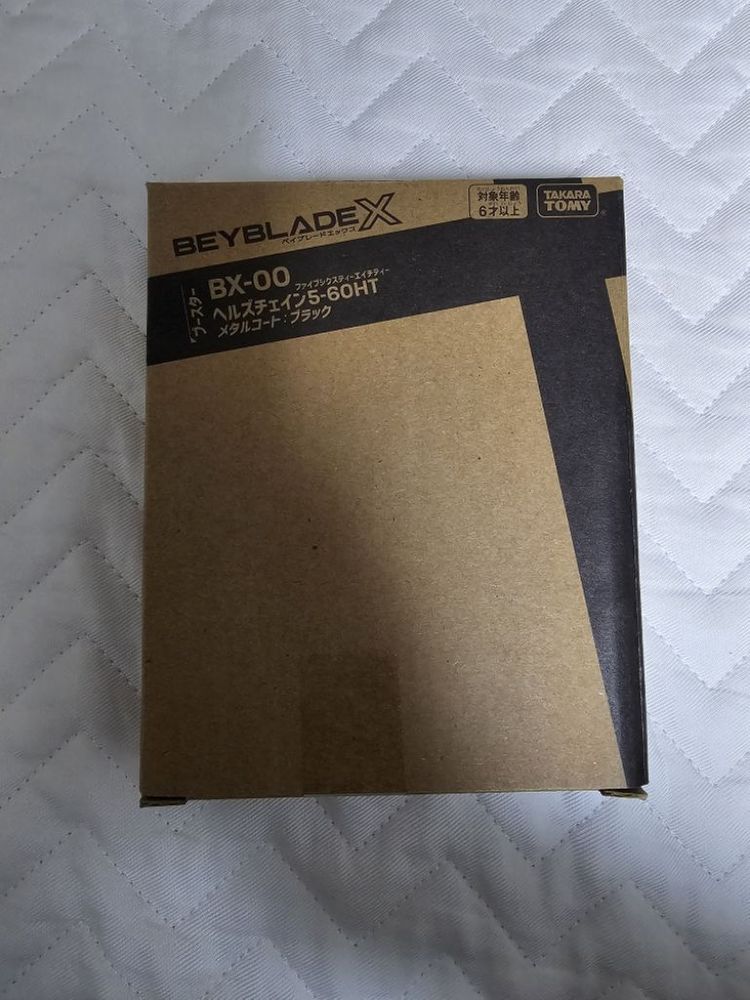 BEYBLADE X
ベイブレードエックス
対象年齢
6才以上
TAKARA
TOMY
ブースター
BX-00
ファイブシクスティーエイチティー
ヘルズチェイン5-60HT
メタルコート：ブラック